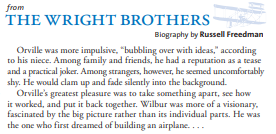 from
THE WRIGHT BROTHERS
Biography by Russell Freedman
Orville was more impulsive, "bubbling over with ideas," according
to his niece. Among family and friends, he had a reputation as a tease
and a practical joker. Among strangers, however, he seemed uncomfortably
shy. He would clam up and fade silently into the background.
Orville's greatest pleasure was to take something apart, see how
it worked, and put it back together. Wilbur was more of a visionary,
fascinated by the big picture rather than its individual parts. He was
the one who first dreamed of building an airplane. . . .